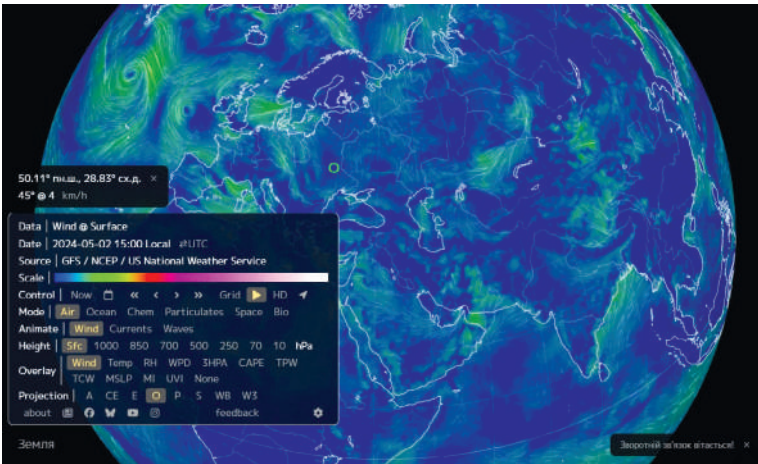 50.11° пн.ш., 28.83° сх.д. ×
45° @ 4 km/h
Data | Wind @ Surface
Date | 2024-05-02 15:00 Local ⇄UTC
Source | GFS / NCEP / US National Weather Service
Scale |
Control | Now « ‹ › » Grid ▶ HD
Mode | Air Ocean Chem Particulates Space Bio
Animate | Wind Currents Waves
Height | Sfc 1000 850 700 500 250 70 10 hPa
Overlay | Wind Temp RH WPD 3HPA CAPE TPW
TCW MSLP MI UVI None
Projection | A CE E O P S WB W3
about feedback
Земля
Зворотній зв'язок вітається! ×